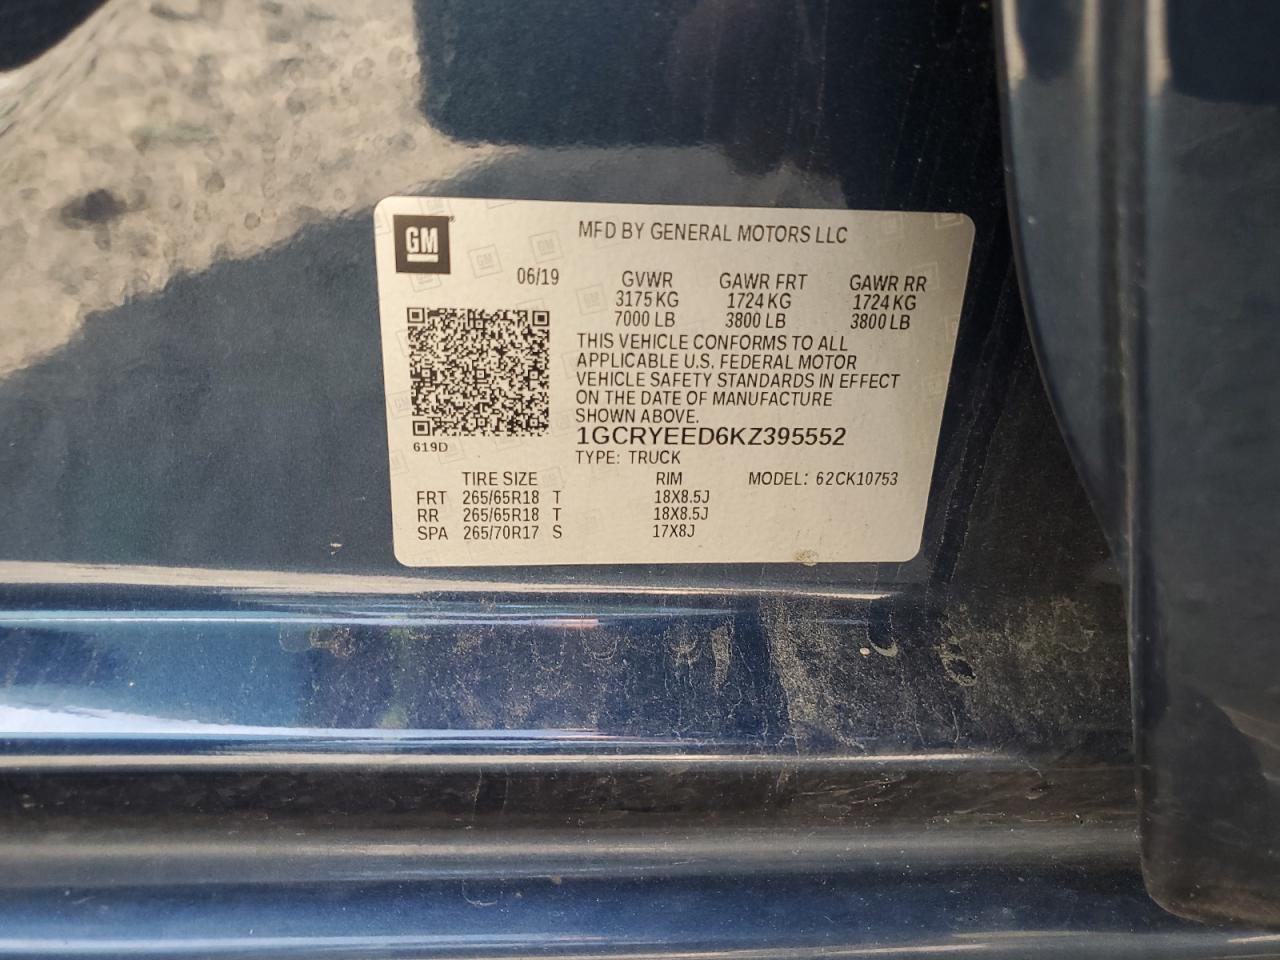 GM
MFD BY GENERAL MOTORS LLC
06/19 GVWR GAWR FRT GAWR RR
3175 KG 1724 KG 1724 KG
7000 LB 3800 LB 3800 LB
THIS VEHICLE CONFORMS TO ALL
APPLICABLE U.S. FEDERAL MOTOR
VEHICLE SAFETY STANDARDS IN EFFECT
ON THE DATE OF MANUFACTURE
SHOWN ABOVE.
1GCRYEED6KZ395552
619D
TYPE: TRUCK
TIRE SIZE RIM MODEL: 62CK10753
FRT 265/65R18 T 18X8.5J
RR 265/65R18 T 18X8.5J
SPA 265/70R17 S 17X8J